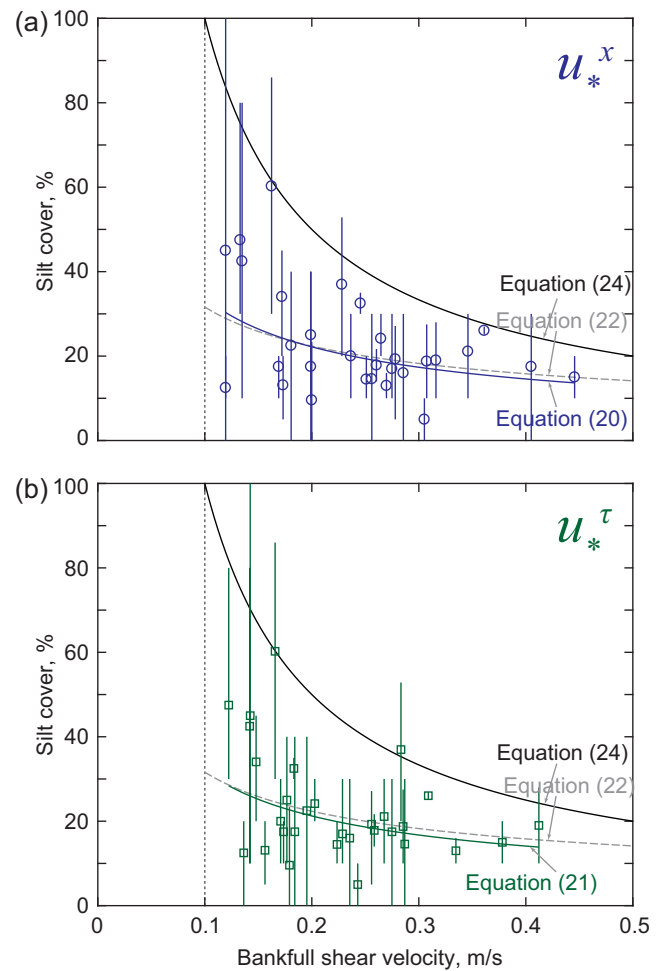 (a)
100
80
60
40
20
0
Silt cover, %
u*x
Equation (24)
Equation (22)
Equation (20)
(b)
100
80
60
40
20
0
Silt cover, %
u*τ
Equation (24)
Equation (22)
Equation (21)
0 0.1 0.2 0.3 0.4 0.5
Bankfull shear velocity, m/s